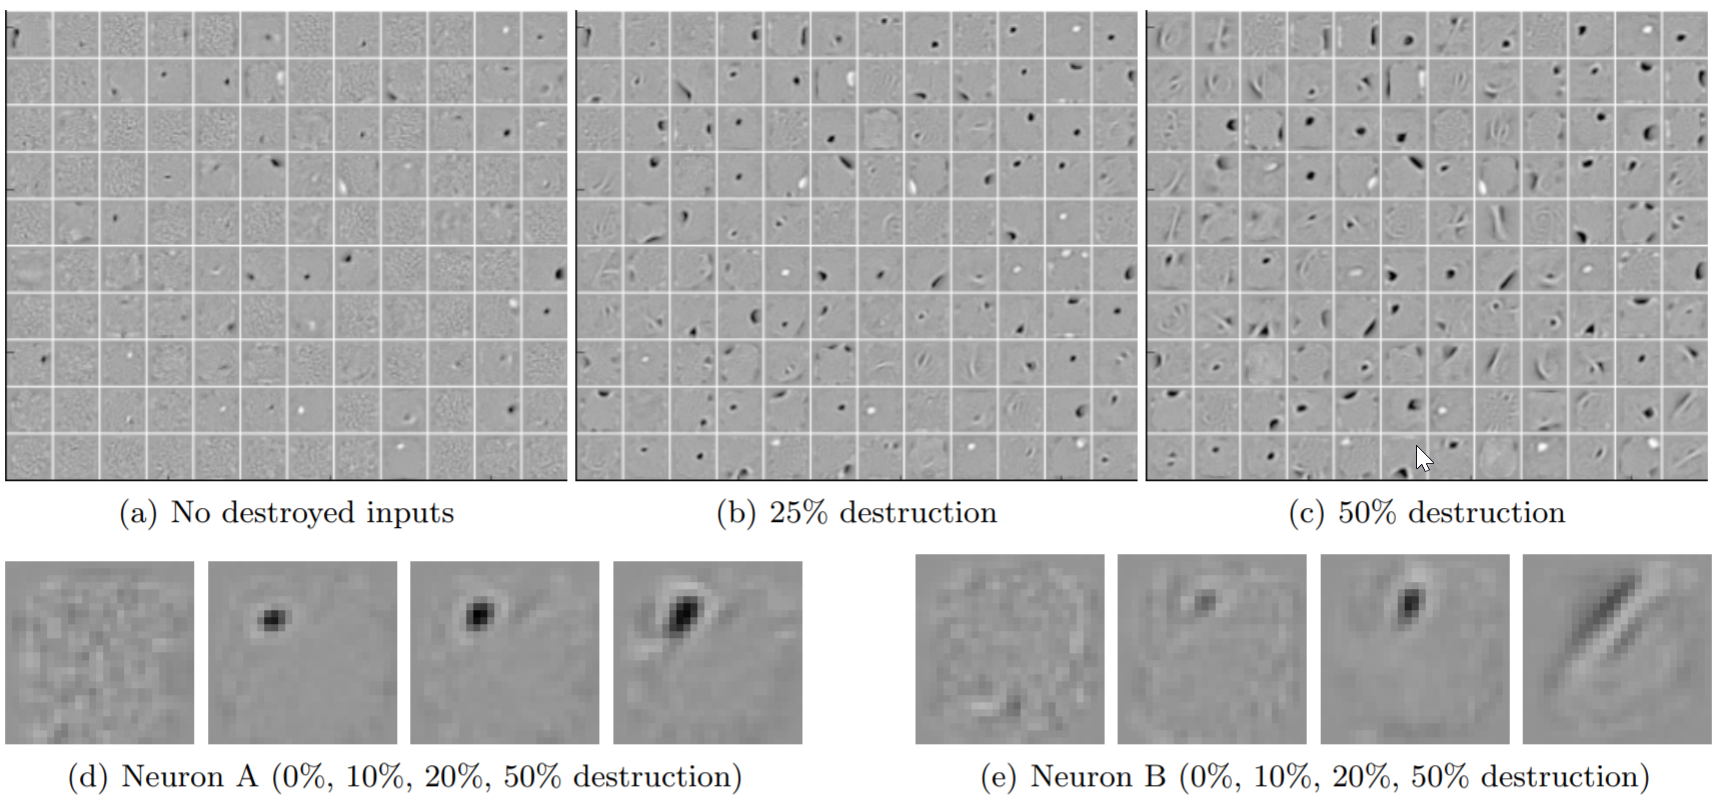 (a) No destroyed inputs
(b) 25% destruction
(c) 50% destruction
(d) Neuron A (0%, 10%, 20%, 50% destruction)
(e) Neuron B (0%, 10%, 20%, 50% destruction)